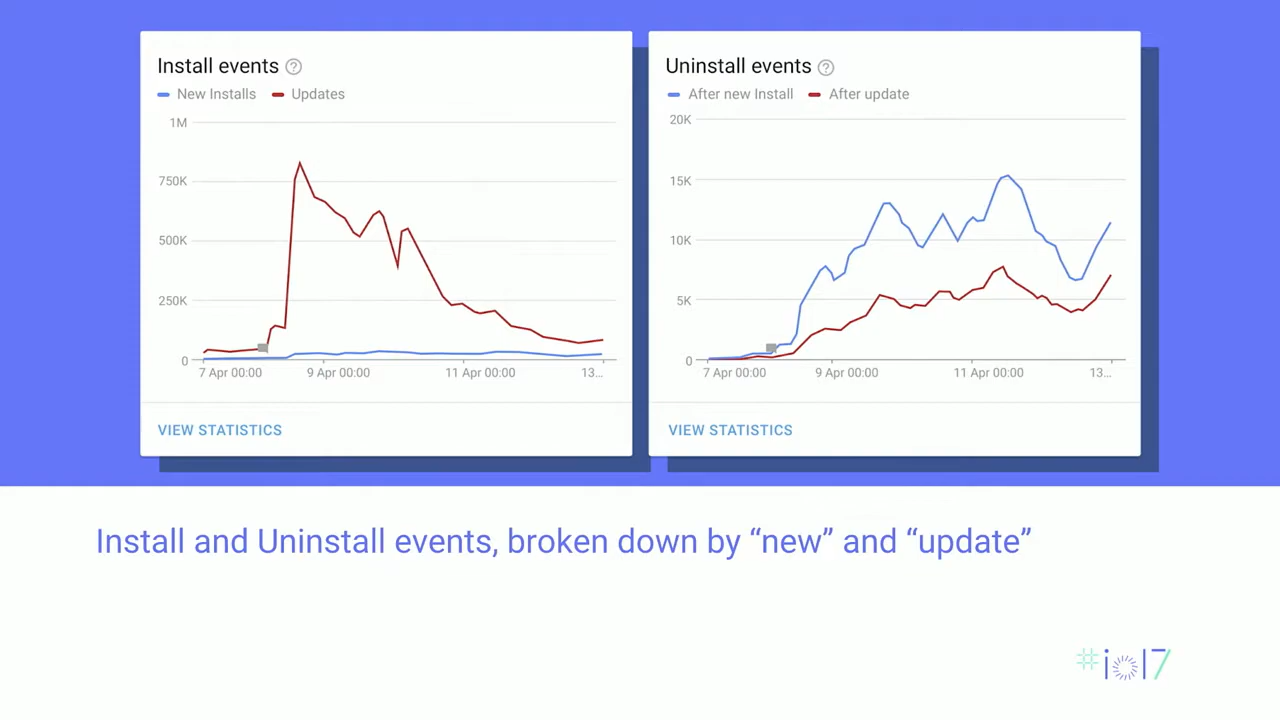 Install events ?
New Installs Updates
1M
750K
500K
250K
0
7 Apr 00:00 9 Apr 00:00 11 Apr 00:00 13...
VIEW STATISTICS
Uninstall events ?
After new Install After update
20K
15K
10K
5K
0
7 Apr 00:00 9 Apr 00:00 11 Apr 00:00 13...
VIEW STATISTICS
Install and Uninstall events, broken down by “new” and “update”
#io17